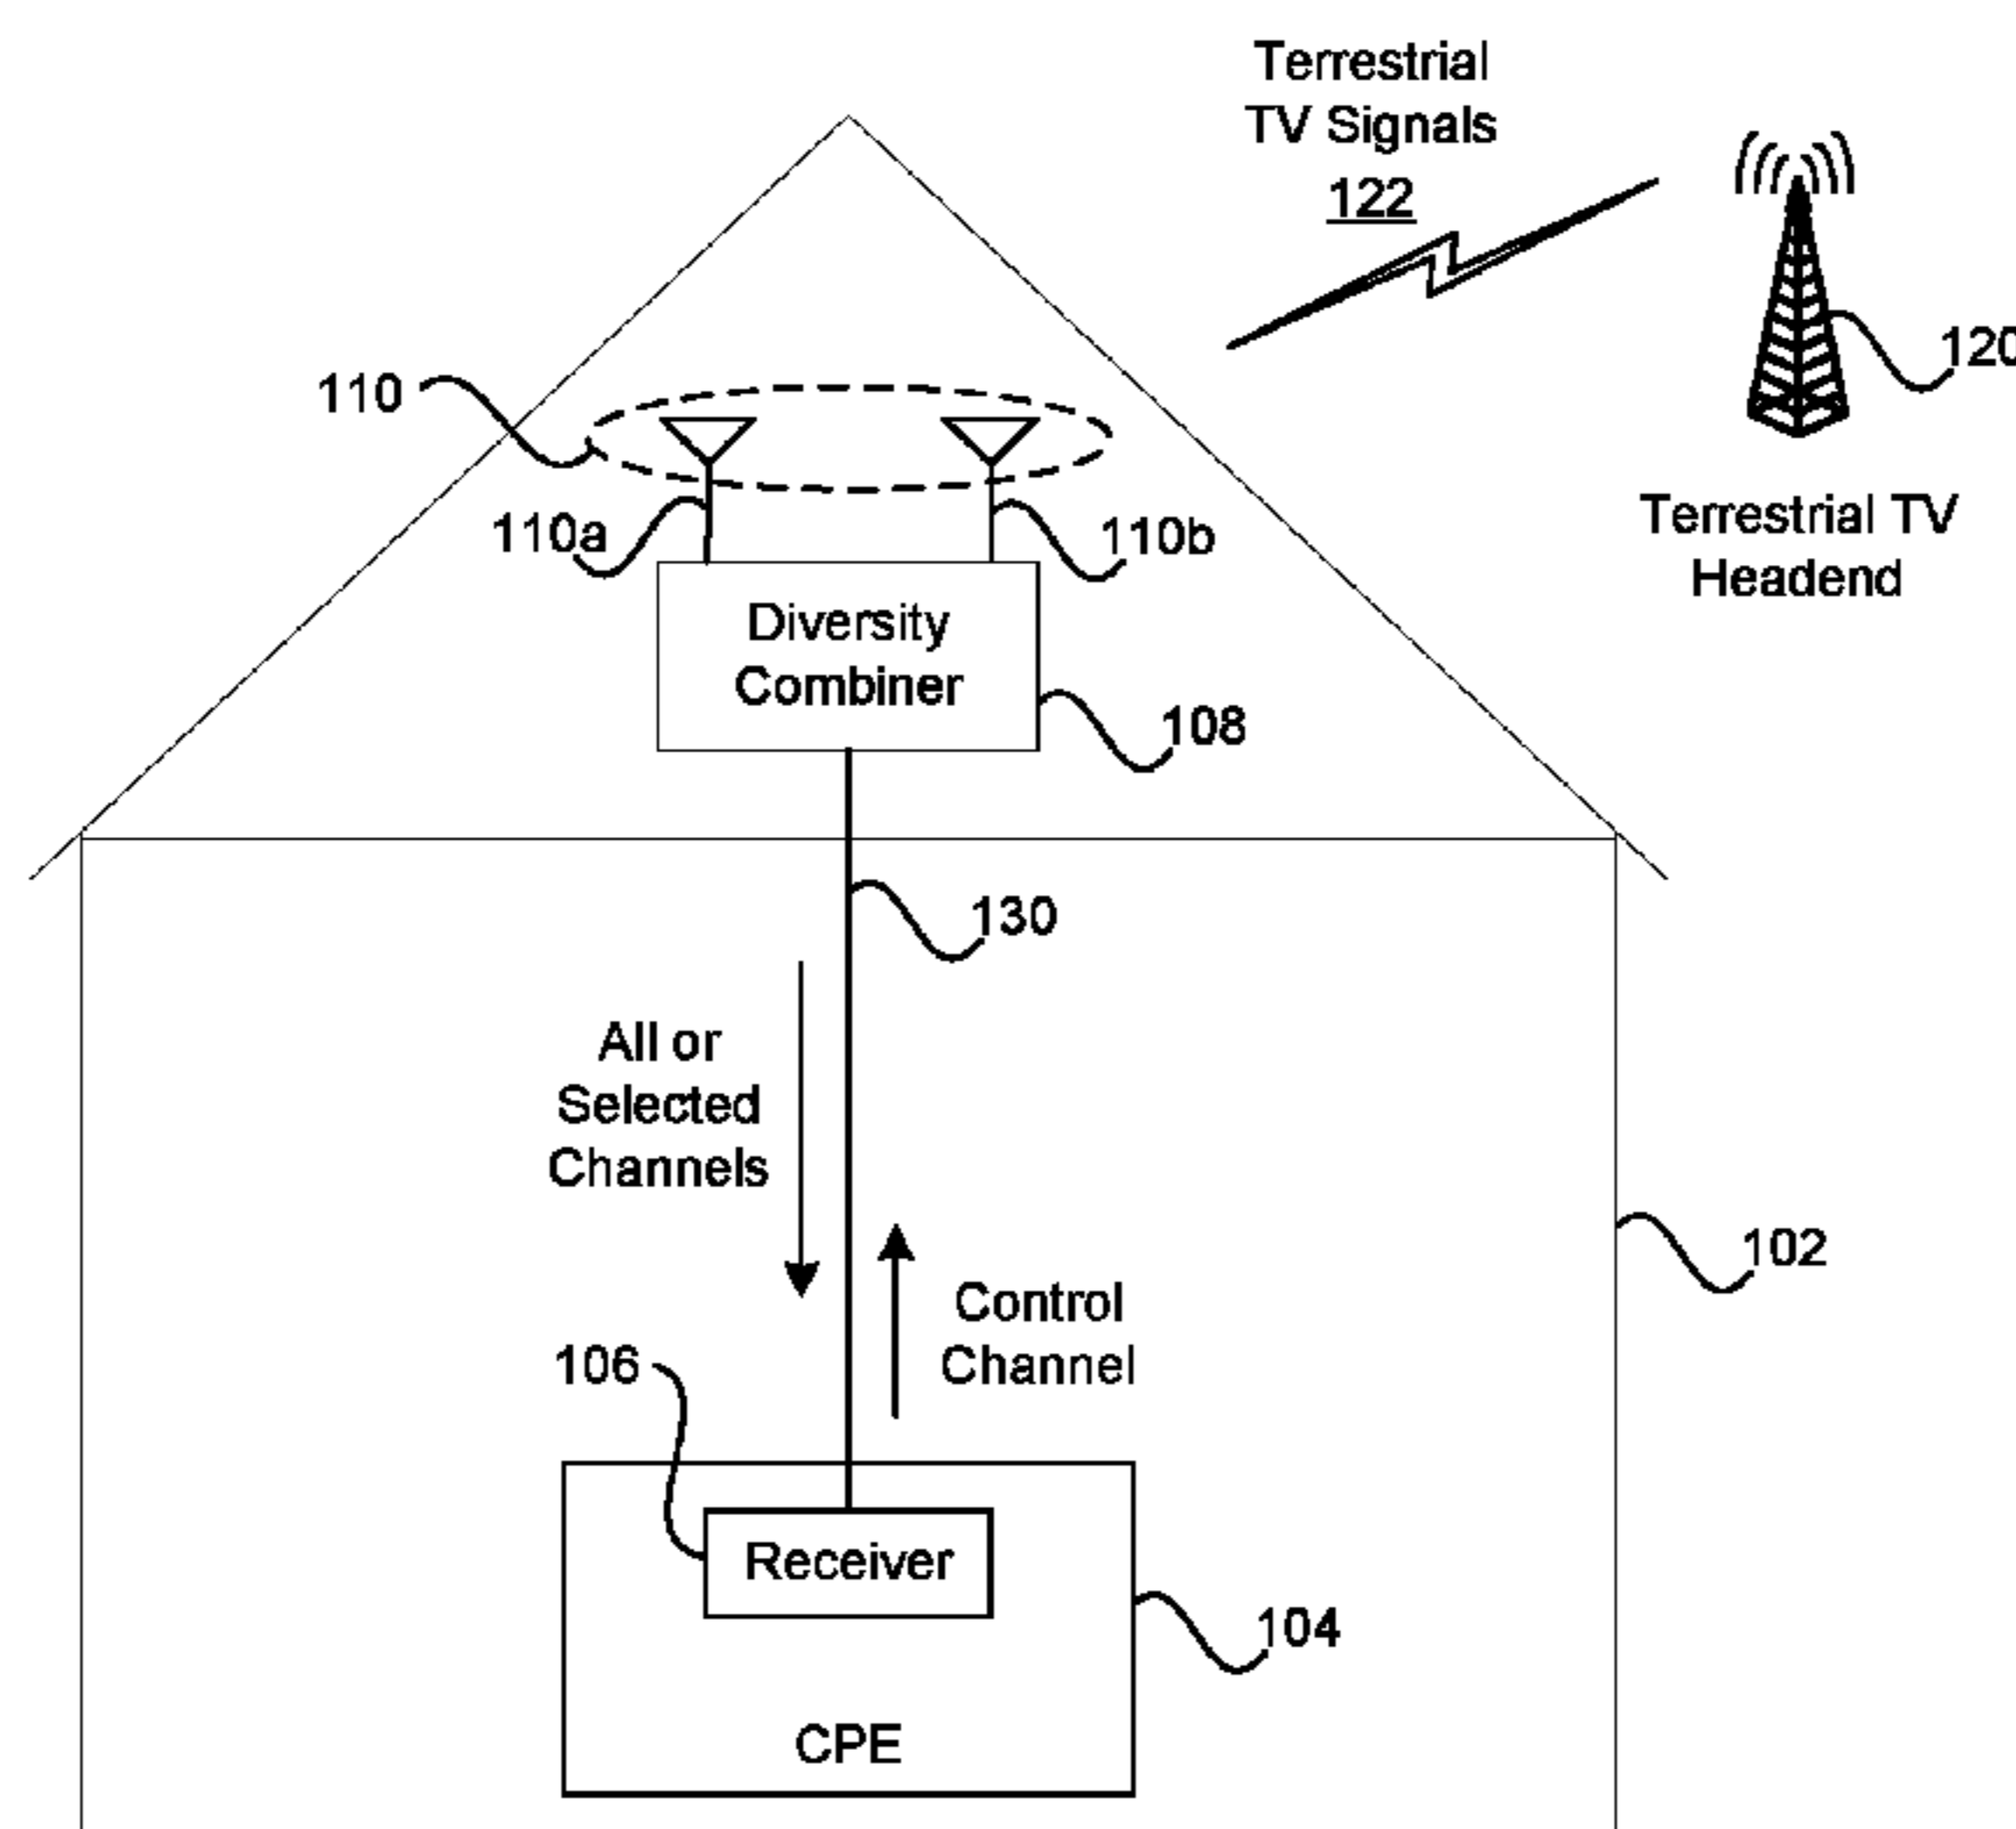 Terrestrial
TV Signals
122
120
Terrestrial TV
Headend
110
110a
110b
Diversity
Combiner
108
130
All or
Selected
Channels
Control
Channel
102
106
Receiver
104
CPE